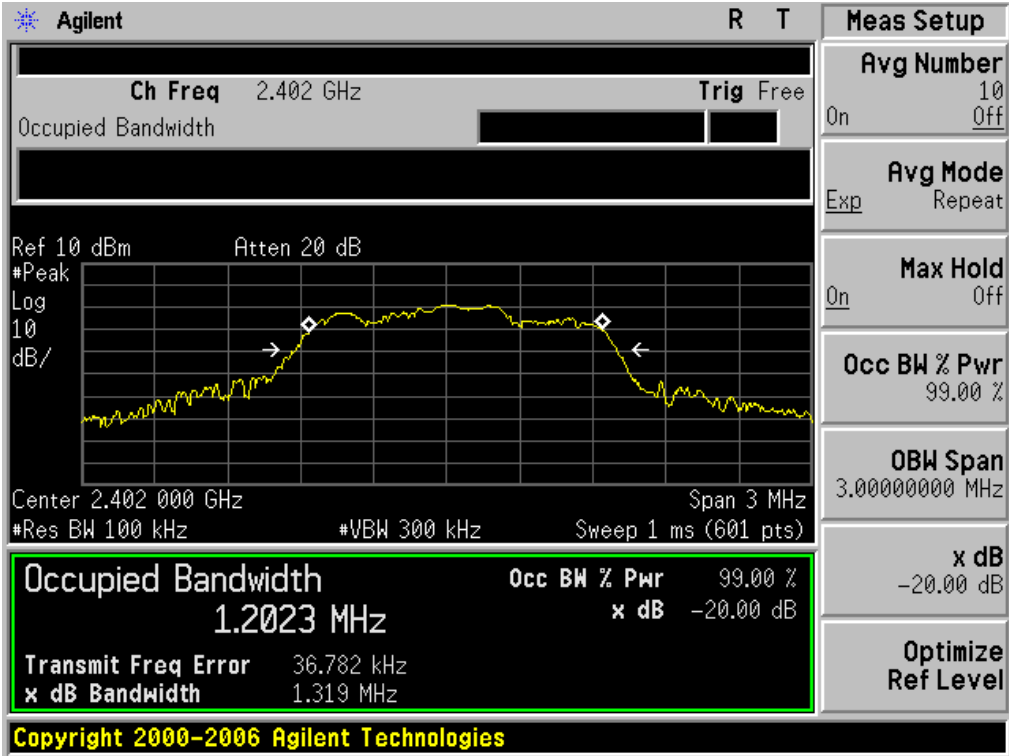 Agilent R T
Ch Freq 2.402 GHz Trig Free
Occupied Bandwidth
Ref 10 dBm Atten 20 dB
#Peak
Log
10
dB/
Center 2.402 000 GHz Span 3 MHz
#Res BW 100 kHz #VBW 300 kHz Sweep 1 ms (601 pts)
Occupied Bandwidth Occ BW % Pwr 99.00 %
1.2023 MHz x dB -20.00 dB
Transmit Freq Error 36.782 kHz
x dB Bandwidth 1.319 MHz
Copyright 2000-2006 Agilent Technologies
Meas Setup
Avg Number
10
On Off
Avg Mode
Exp Repeat
Max Hold
On Off
Occ BW % Pwr
99.00 %
OBW Span
3.00000000 MHz
x dB
-20.00 dB
Optimize
Ref Level